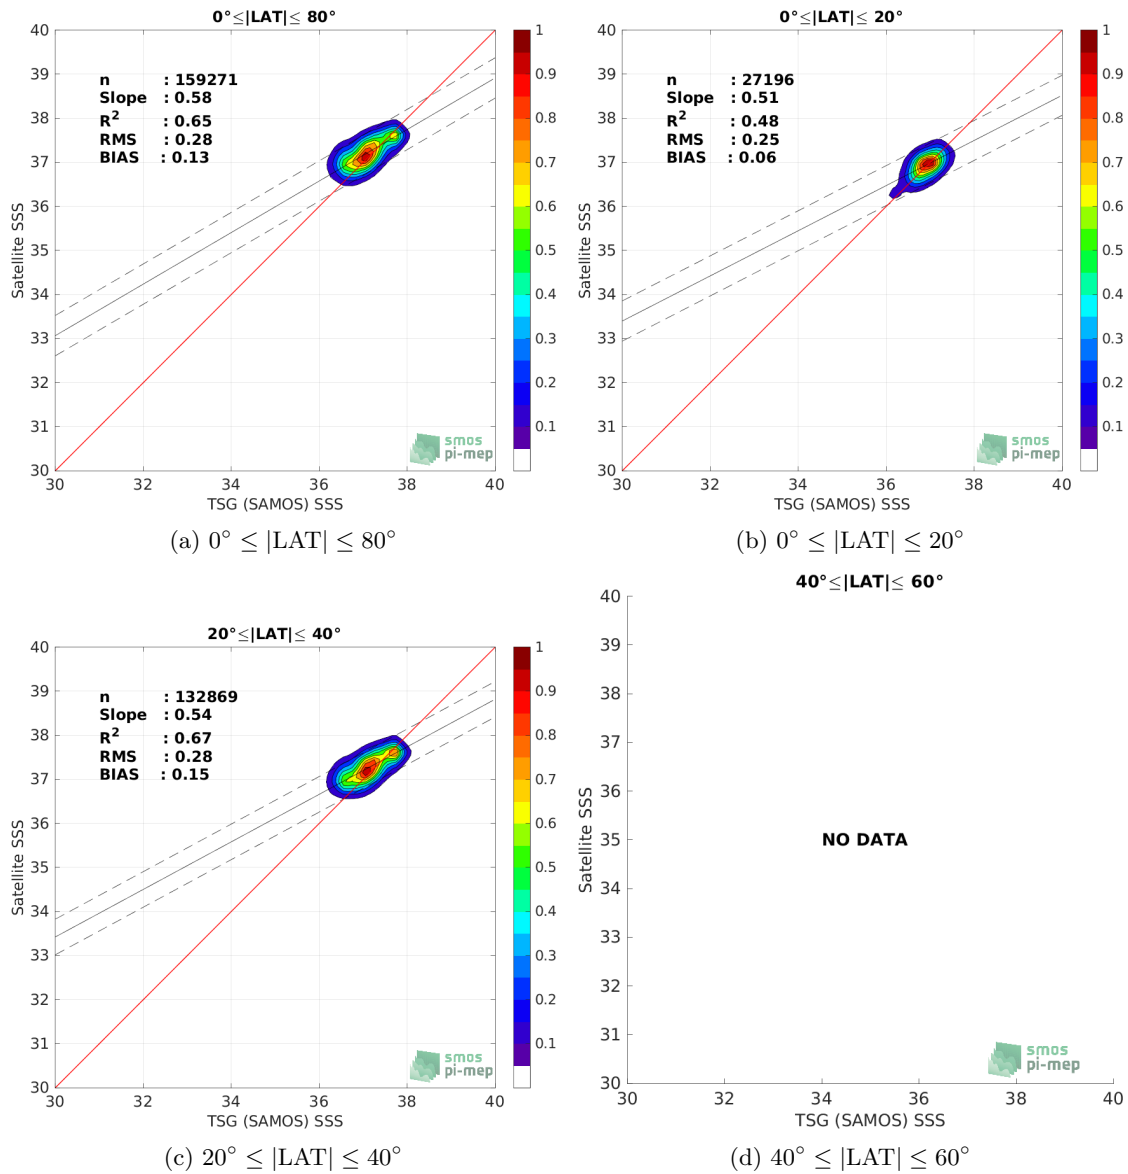 0°≤|LAT|≤ 80°
40
39
38
37
36
35
34
33
32
31
30
Satellite SSS
n : 159271
Slope : 0.58
R2 : 0.65
RMS : 0.28
BIAS : 0.13
smos
pi-mep
30 32 34 36 38 40
TSG (SAMOS) SSS
1
0.9
0.8
0.7
0.6
0.5
0.4
0.3
0.2
0.1
(a) 0° ≤ |LAT| ≤ 80°
0°≤|LAT|≤ 20°
40
39
38
37
36
35
34
33
32
31
30
Satellite SSS
n : 27196
Slope : 0.51
R2 : 0.48
RMS : 0.25
BIAS : 0.06
smos
pi-mep
30 32 34 36 38 40
TSG (SAMOS) SSS
1
0.9
0.8
0.7
0.6
0.5
0.4
0.3
0.2
0.1
(b) 0° ≤ |LAT| ≤ 20°
20°≤|LAT|≤ 40°
40
39
38
37
36
35
34
33
32
31
30
Satellite SSS
n : 132869
Slope : 0.54
R2 : 0.67
RMS : 0.28
BIAS : 0.15
smos
pi-mep
30 32 34 36 38 40
TSG (SAMOS) SSS
1
0.9
0.8
0.7
0.6
0.5
0.4
0.3
0.2
0.1
(c) 20° ≤ |LAT| ≤ 40°
40°≤|LAT|≤ 60°
40
39
38
37
36
35
34
33
32
31
30
Satellite SSS
NO DATA
smos
pi-mep
30 32 34 36 38 40
TSG (SAMOS) SSS
(d) 40° ≤ |LAT| ≤ 60°